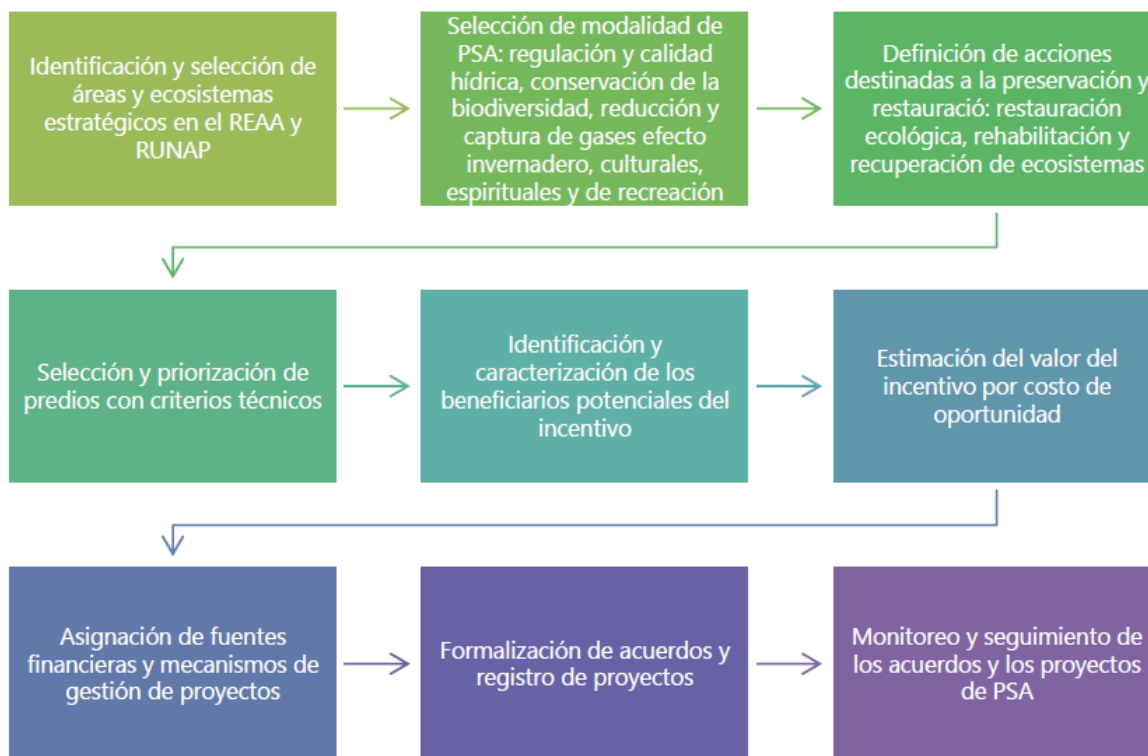 Identificación y selección de
áreas y ecosistemas
estratégicos en el REAA y
RUNAP
Selección de modalidad de
PSA: regulación y calidad
hídrica, conservación de la
biodiversidad, reducción y
captura de gases efecto
invernadero, culturales,
espirituales y de recreación
Definición de acciones
destinadas a la preservación y
restauració: restauración
ecológica, rehabilitación y
recuperación de ecosistemas
Selección y priorización de
predios con criterios técnicos
Identificación y
caracterización de los
beneficiarios potenciales del
incentivo
Estimación del valor del
incentivo por costo de
oportunidad
Asignación de fuentes
financieras y mecanismos de
gestión de proyectos
Formalización de acuerdos y
registro de proyectos
Monitoreo y seguimiento de
los acuerdos y los proyectos
de PSA